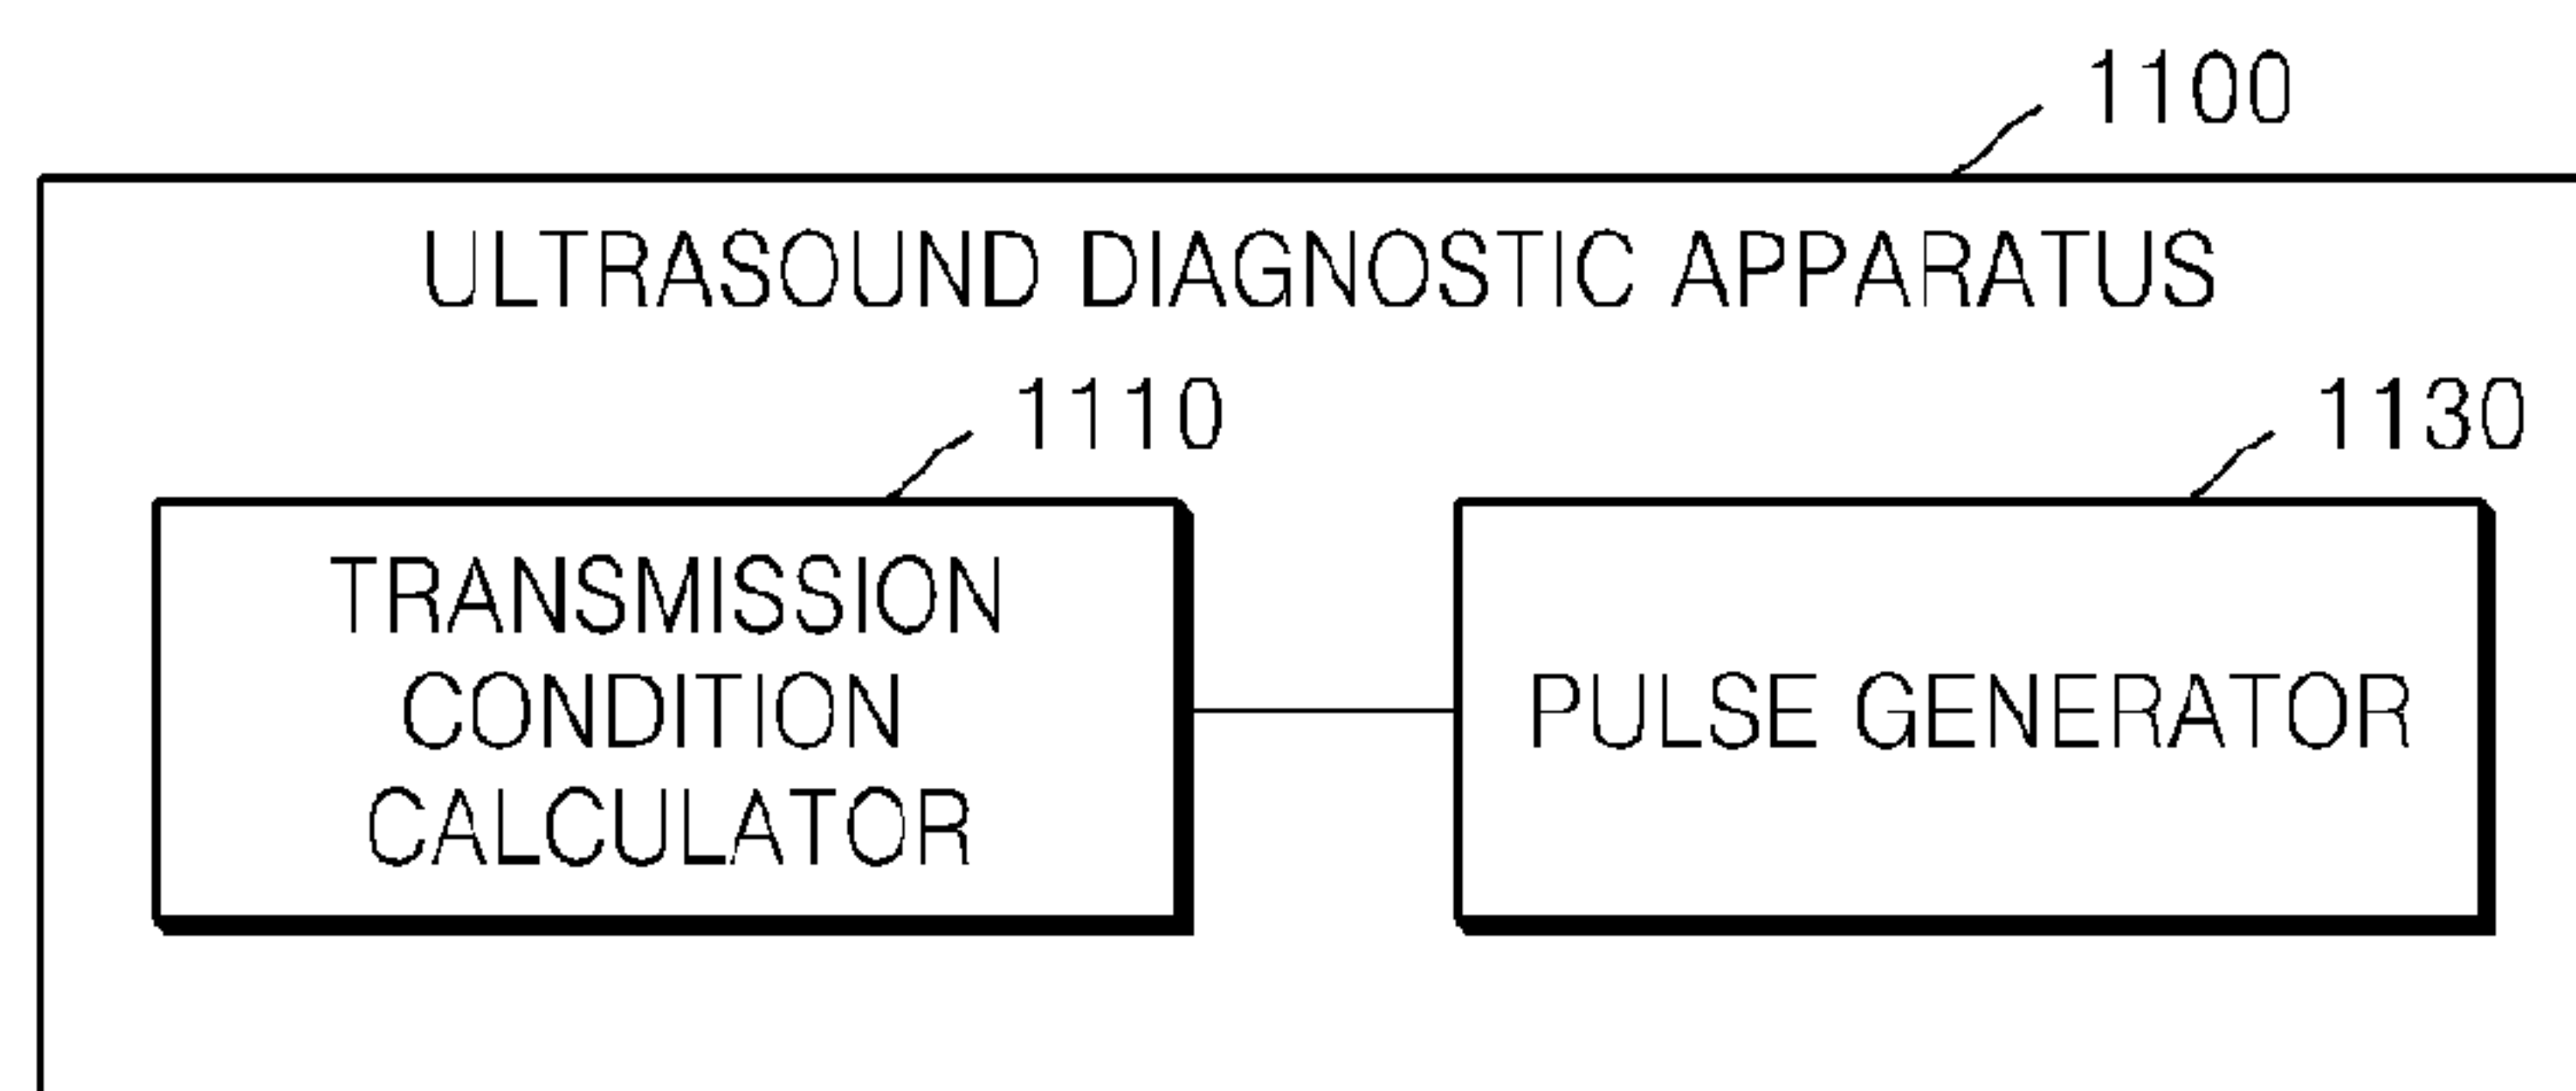 1100
ULTRASOUND DIAGNOSTIC APPARATUS
1110
1130
TRANSMISSION
CONDITION
CALCULATOR
PULSE GENERATOR